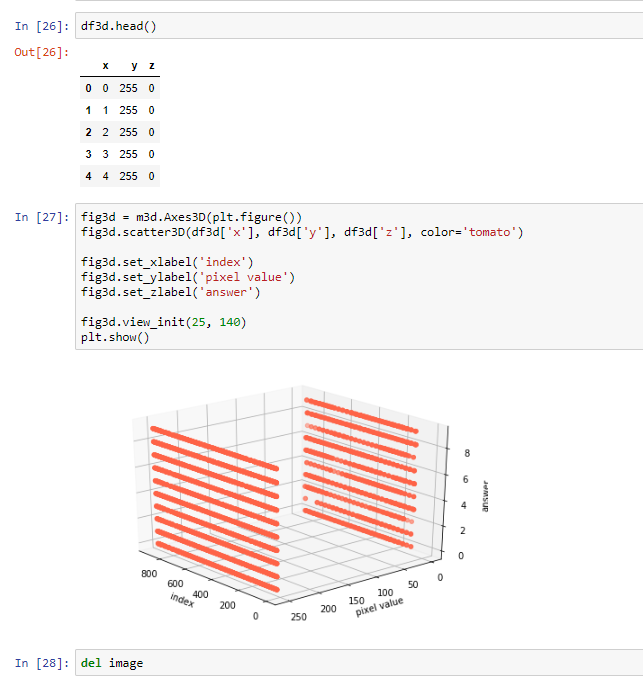 In [26]: df3d.head()
Out[26]:
x y z
0 0 255 0
1 1 255 0
2 2 255 0
3 3 255 0
4 4 255 0
In [27]: fig3d = m3d.Axes3D(plt.figure())
fig3d.scatter3D(df3d['x'], df3d['y'], df3d['z'], color='tomato')
fig3d.set_xlabel('index')
fig3d.set_ylabel('pixel value')
fig3d.set_zlabel('answer')
fig3d.view_init(25, 140)
plt.show()
8
6
4
2
0
answer
800
600
400
200
0
index
250
200
150
100
50
0
pixel value
In [28]: del image